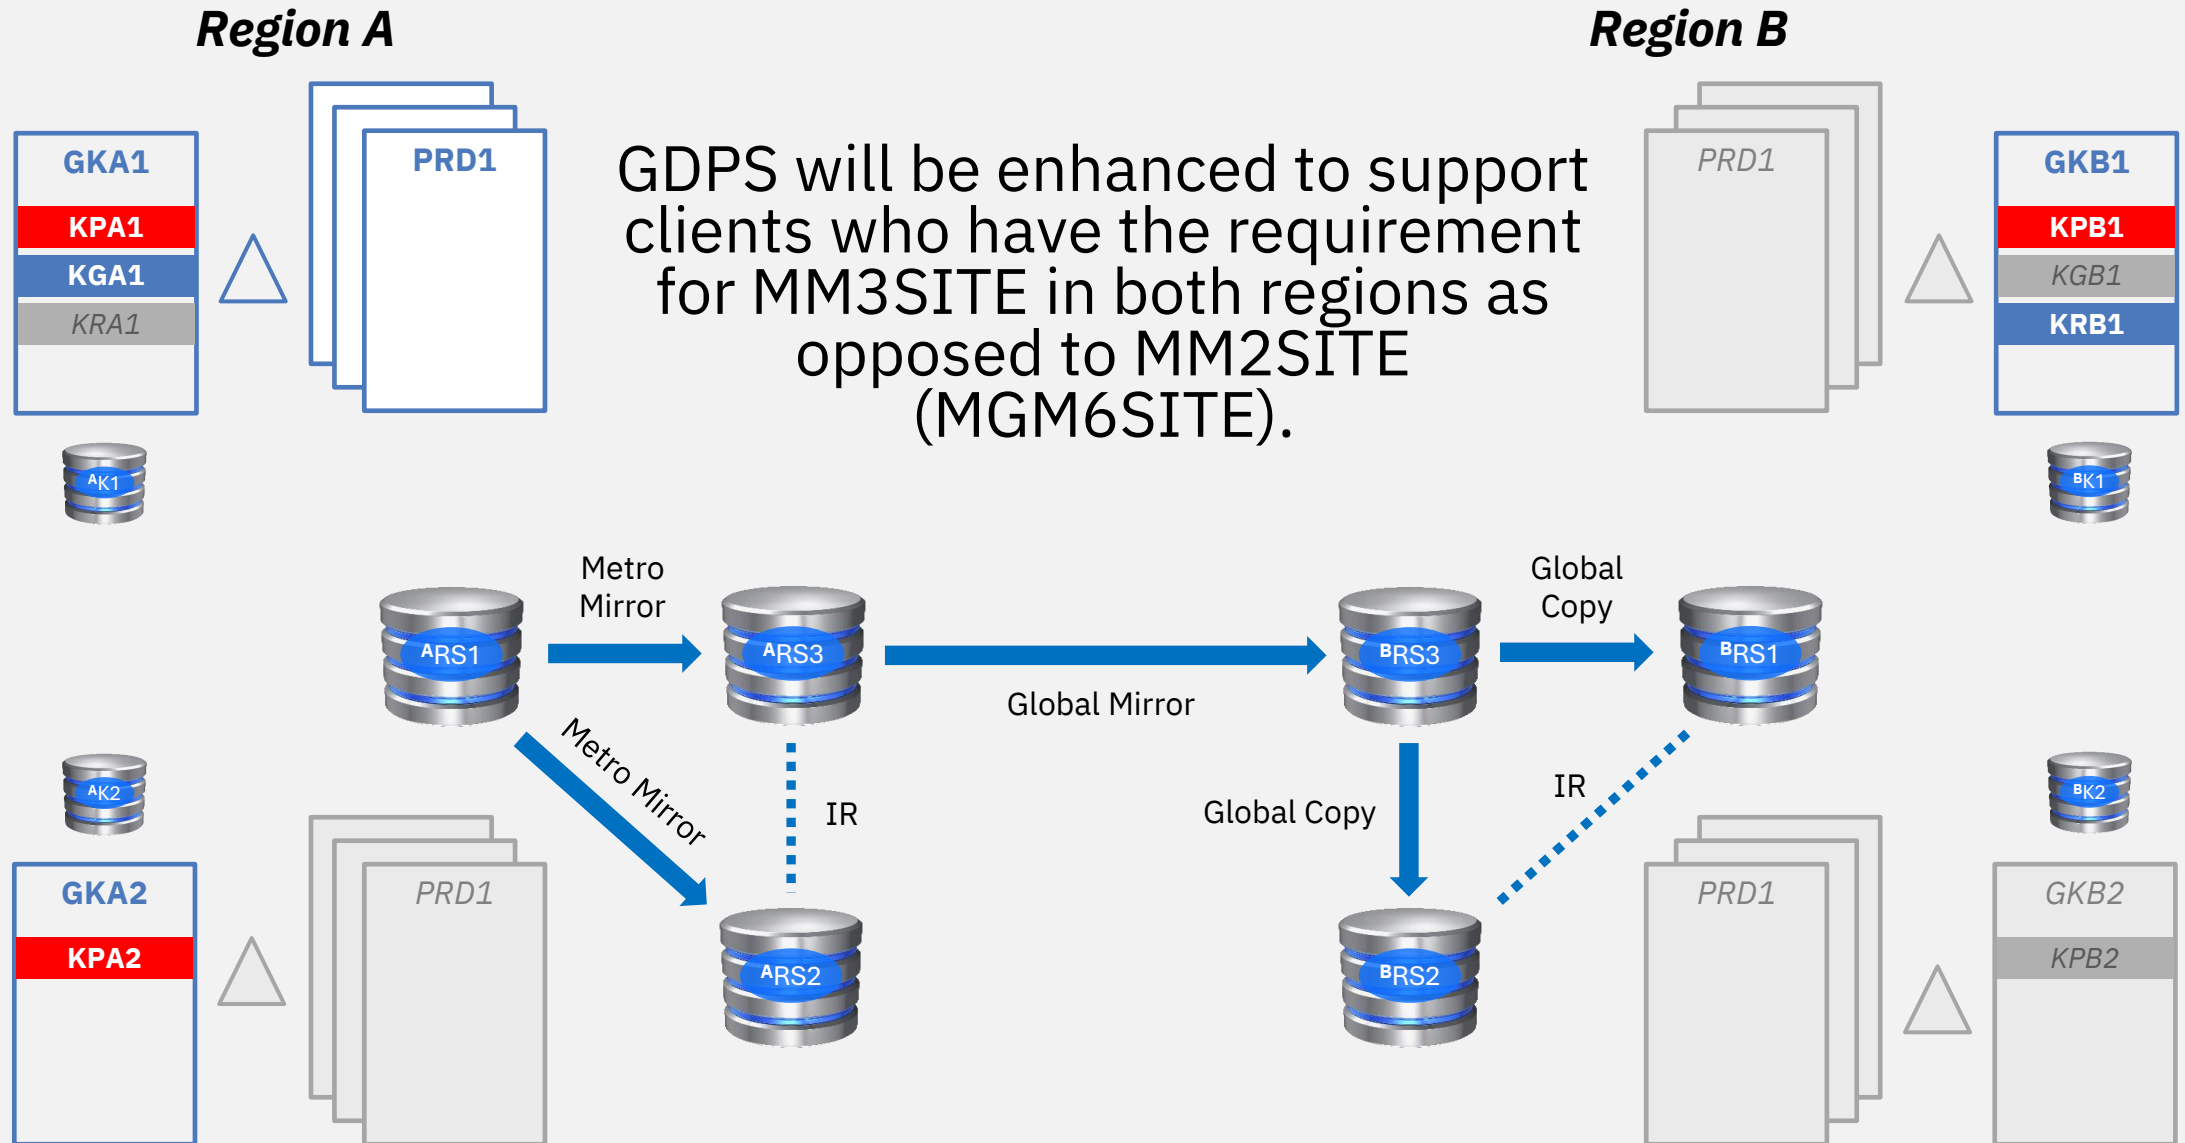 Region A
Region B
GKA1
KPA1
KGA1
KRA1
PRD1
GDPS will be enhanced to support
clients who have the requirement
for MM3SITE in both regions as
opposed to MM2SITE
(MGM6SITE).
PRD1
GKB1
KPB1
KGB1
KRB1
AK1
BK1
Metro
Mirror
Global
Copy
ARS1
ARS3
BRS3
BRS1
Global Mirror
Metro Mirror
AK2
IR
Global Copy
IR
BK2
GKA2
KPA2
PRD1
ARS2
BRS2
PRD1
GKB2
KPB2